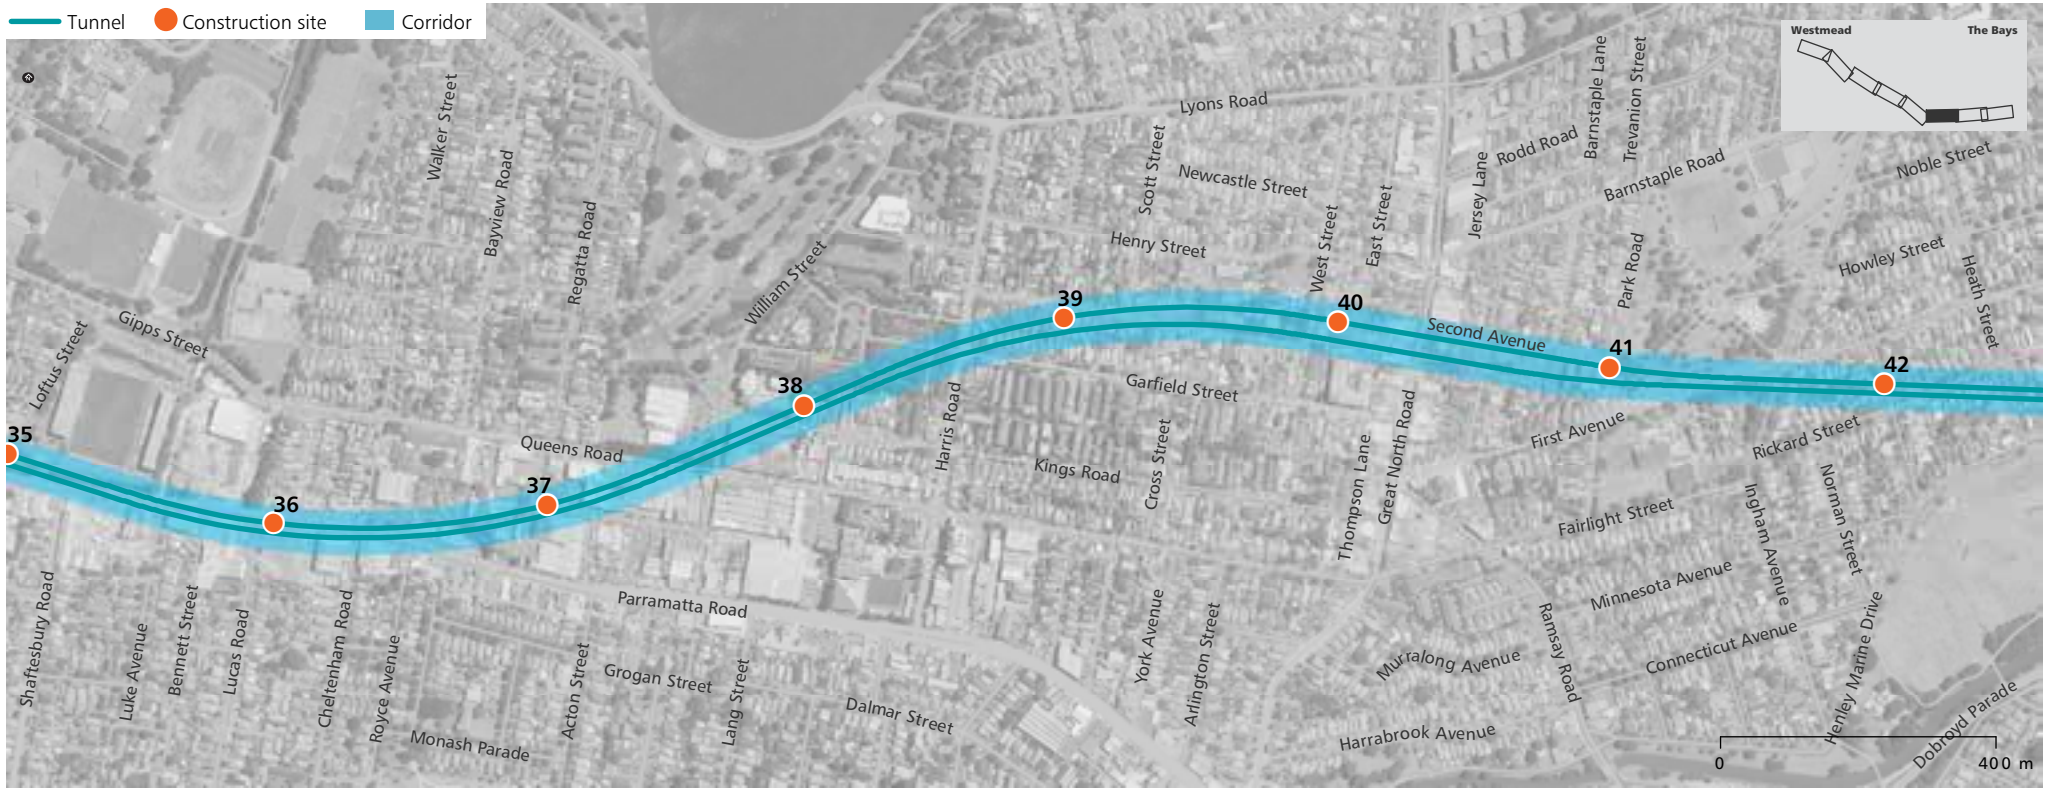 Tunnel Construction site Corridor
Westmead The Bays
Walker Street
Bayview Road
Regatta Road
William Street
Lyons Road
Scott Street
Newcastle Street
Henry Street
West Street
East Street
Jersey Lane
Rodd Road
Barnstaple Lane
Trevanion Street
Barnstaple Road
Park Road
Noble Street
Howley Street
Heath Street
Loftus Street
Gipps Street
35
36
37
38
39
40
41
42
Second Avenue
Queens Road
Harris Road
Garfield Street
Kings Road
Cross Street
Thompson Lane
Great North Road
First Avenue
Rickard Street
Fairlight Street
Ingham Avenue
Norman Street
Minnesota Avenue
Connecticut Avenue
Henley Marine Drive
Dobroyd Parade
Ramsay Road
Murralong Avenue
Harrabrook Avenue
York Avenue
Arlington Street
Parramatta Road
Grogan Street
Lang Street
Dalmar Street
Acton Street
Monash Parade
Royce Avenue
Cheltenham Road
Lucas Road
Bennett Street
Luke Avenue
Shaftesbury Road
0 400 m